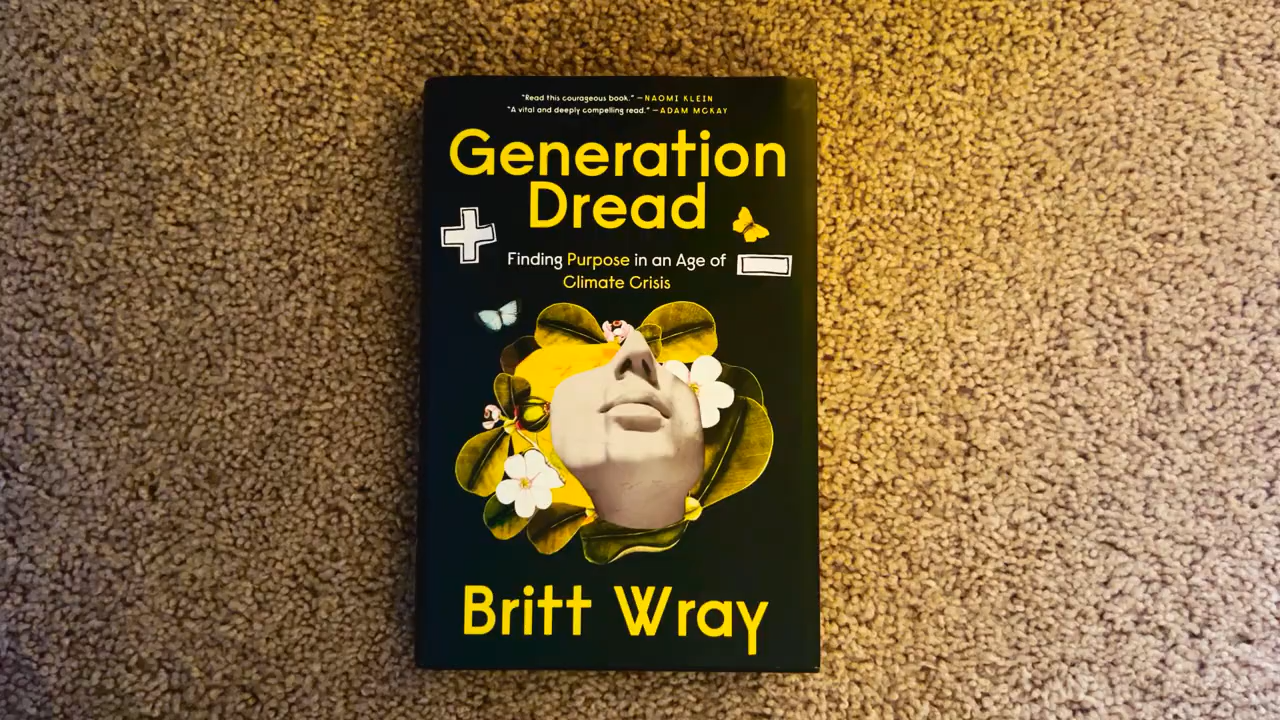 "Read this courageous book." —NAOMI KLEIN
"A vital and deeply compelling read." —ADAM MCKAY
Generation
Dread
Finding Purpose in an Age of
Climate Crisis
Britt Wray